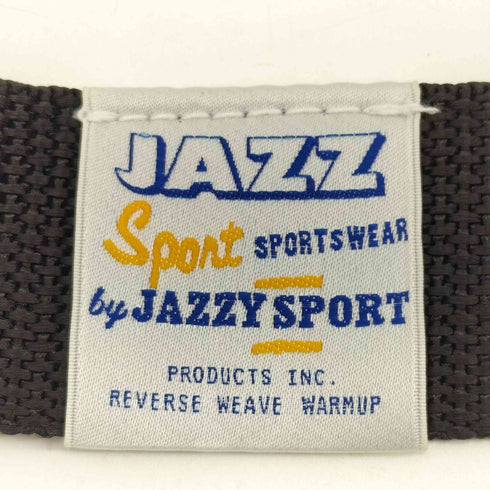 JAZZ
Sport SPORTSWEAR
by JAZZY SPORT
PRODUCTS INC.
REVERSE WEAVE WARMUP